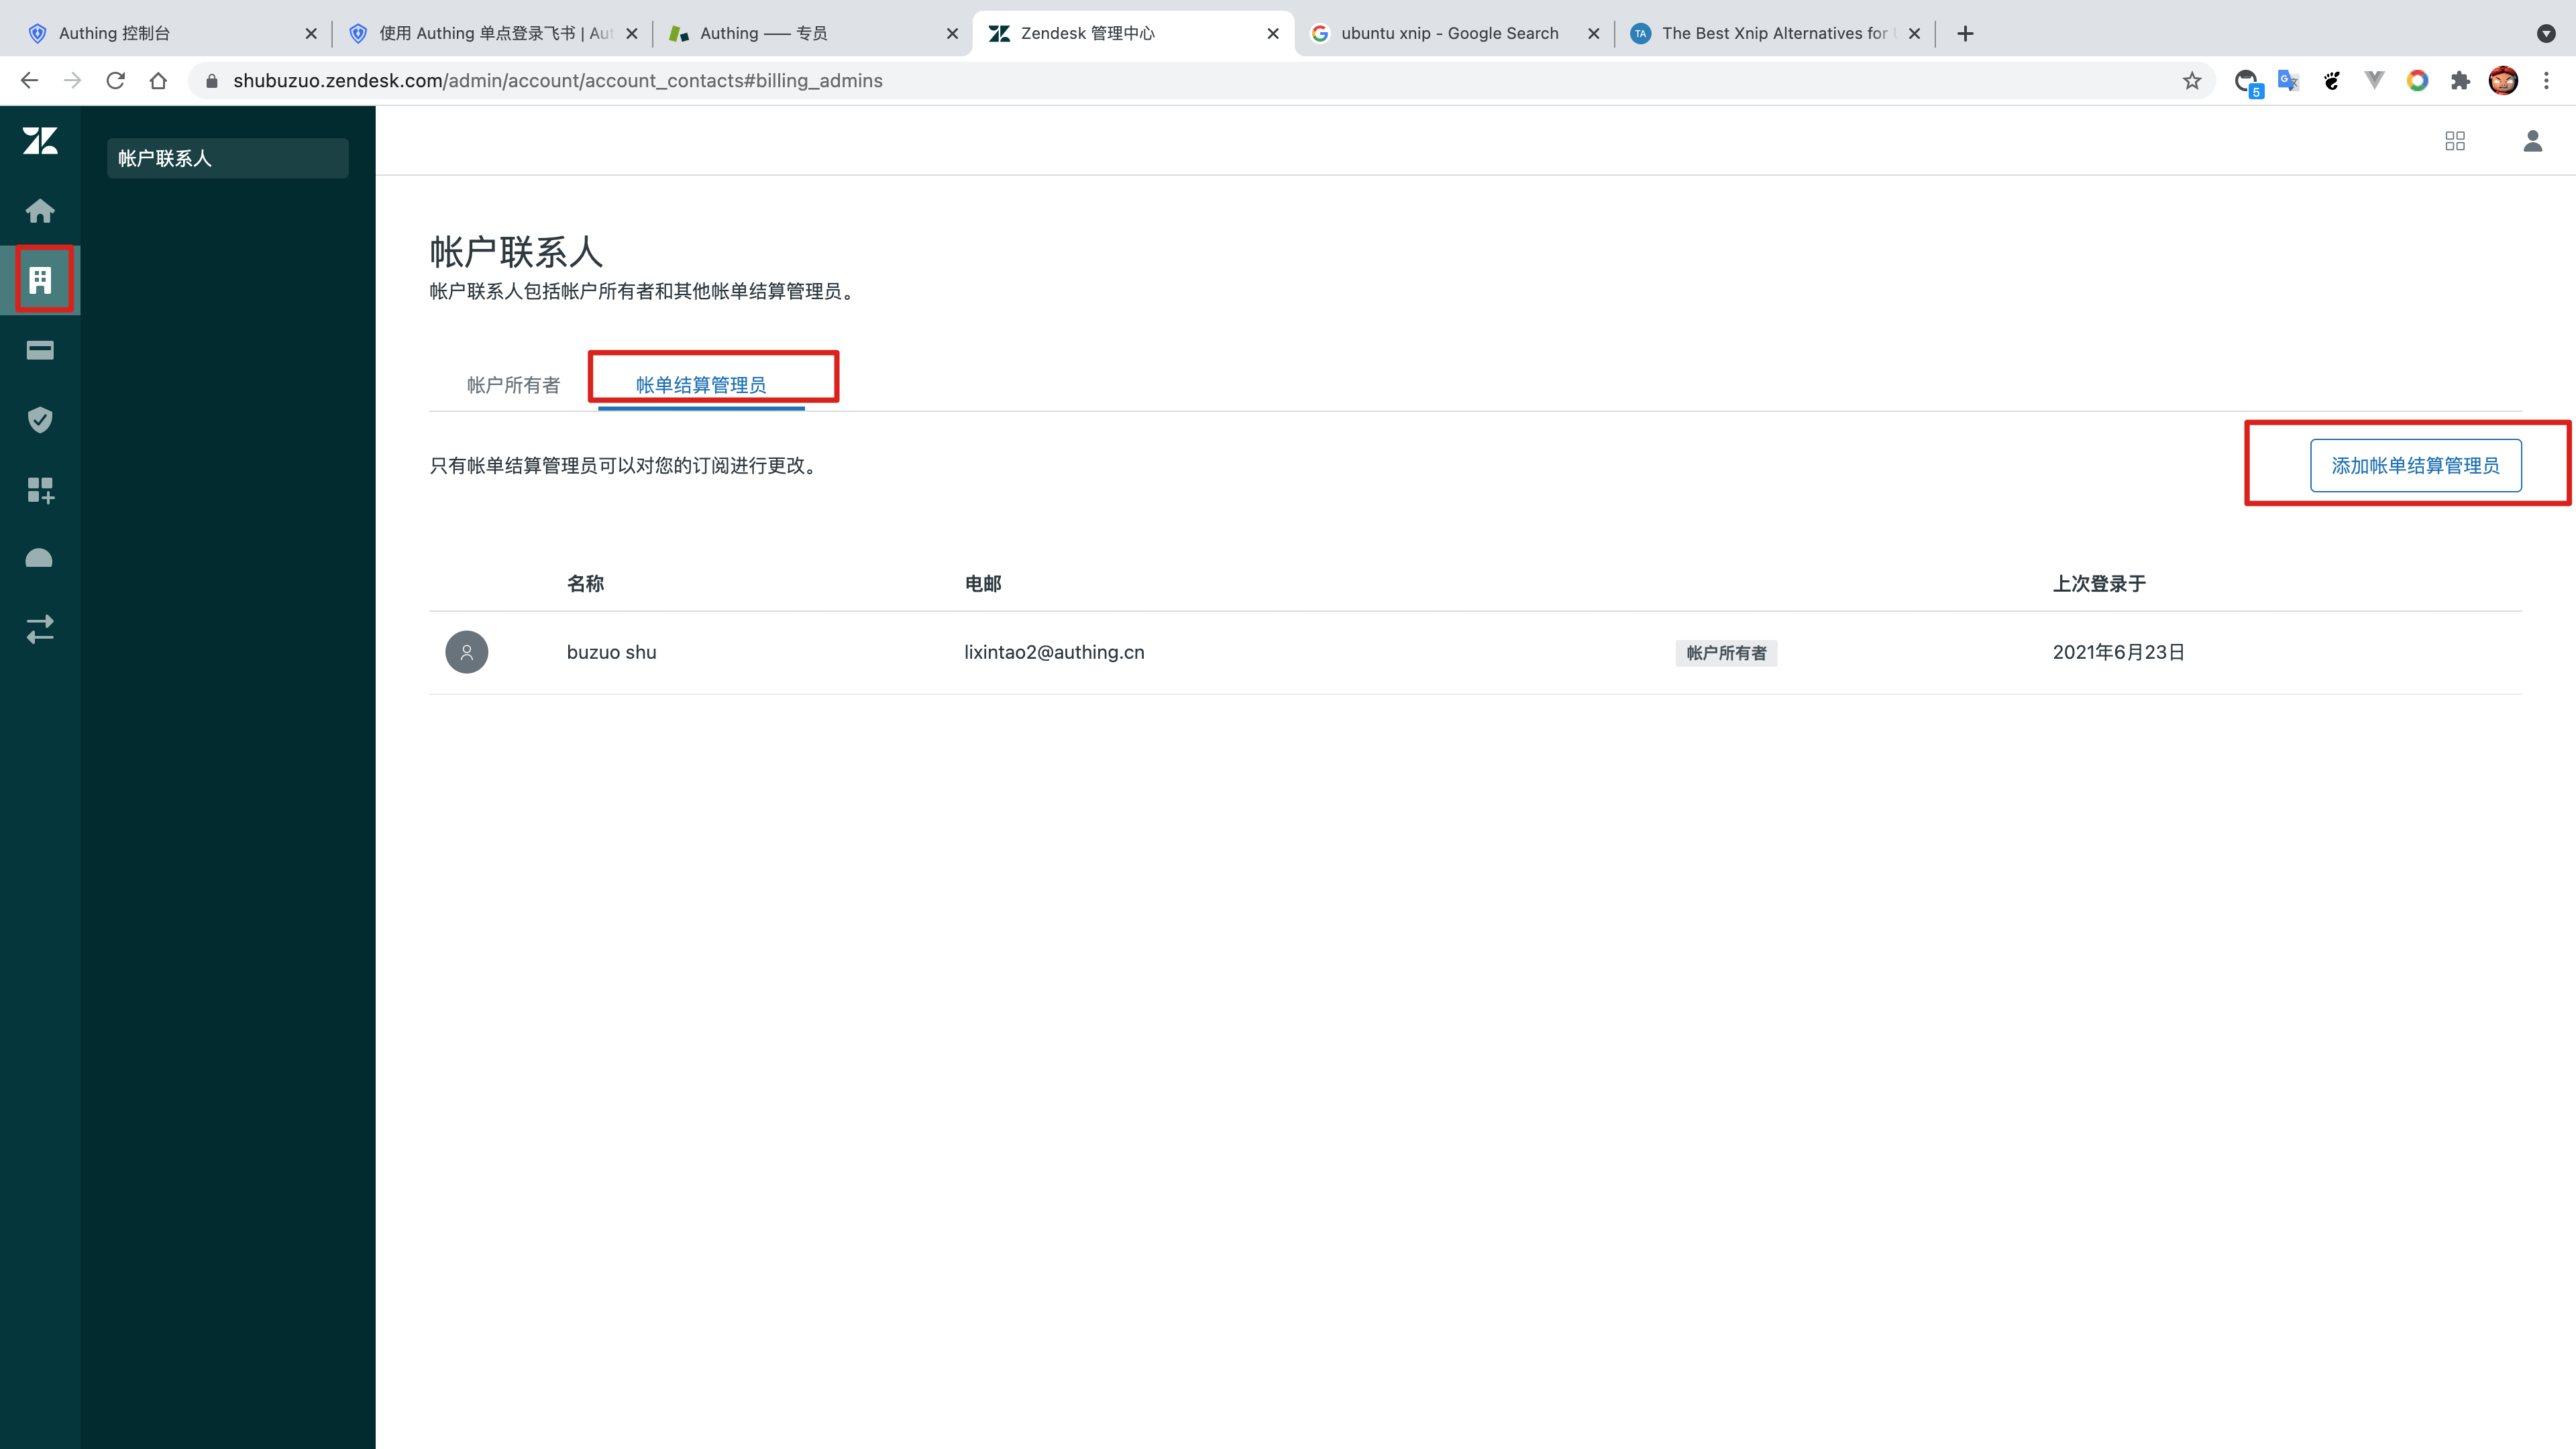 Authing 控制台
使用 Authing 单点登录飞书 | Aut
Authing —— 专员
Zendesk 管理中心
ubuntu xnip - Google Search
TA
The Best Xnip Alternatives for U
shubuzuo.zendesk.com/admin/account/account_contacts#billing_admins
5
帐户联系人
帐户联系人
帐户联系人包括帐户所有者和其他帐单结算管理员。
帐户所有者
帐单结算管理员
只有帐单结算管理员可以对您的订阅进行更改。
添加帐单结算管理员
名称 电邮 上次登录于
buzuo shu lixintao2@authing.cn 帐户所有者 2021年6月23日